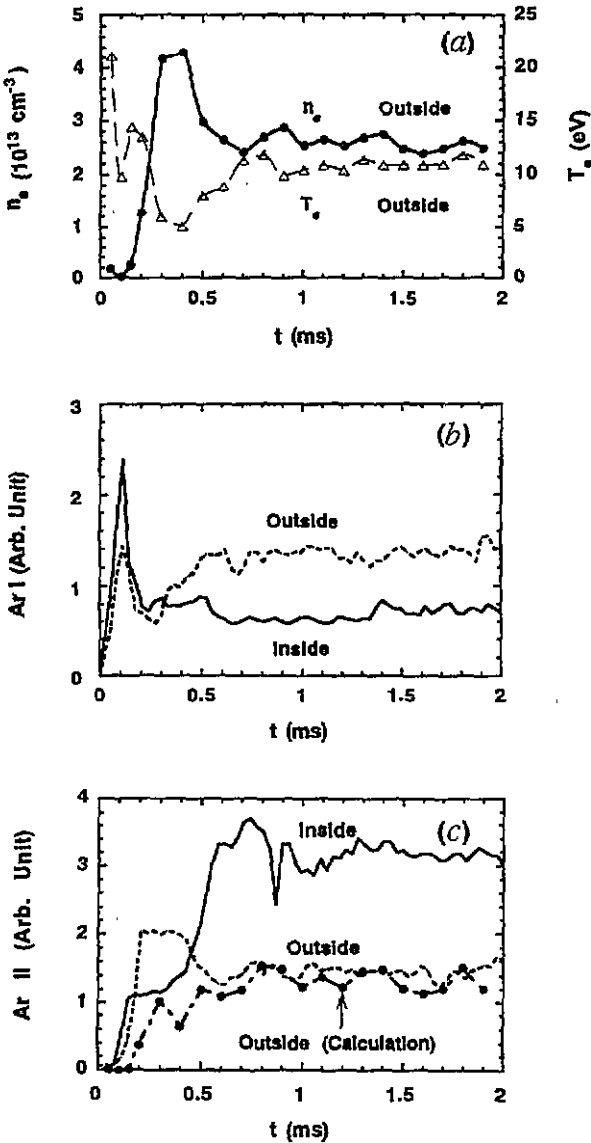 (a)
5
4
3
2
1
0
n_e (10^13 cm^-3)
25
20
15
10
5
0
T_e (eV)
n_e Outside
T_e Outside
0 0.5 1 1.5 2
t (ms)
(b)
3
2
1
0
Ar I (Arb. Unit)
Outside
Inside
0 0.5 1 1.5 2
t (ms)
(c)
4
3
2
1
0
Ar II (Arb. Unit)
Inside
Outside
Outside (Calculation)
0 0.5 1 1.5 2
t (ms)